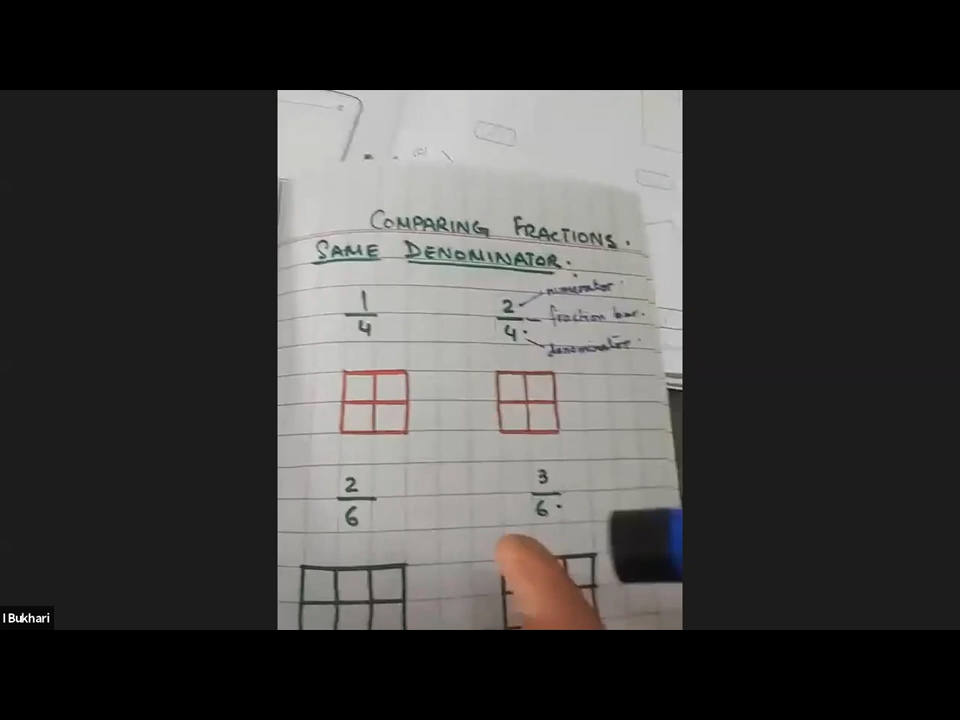 COMPARING FRACTIONS.
SAME DENOMINATOR.
1/4 2/4 numerator
fraction bar.
denominator
2/6 3/6
I Bukhari